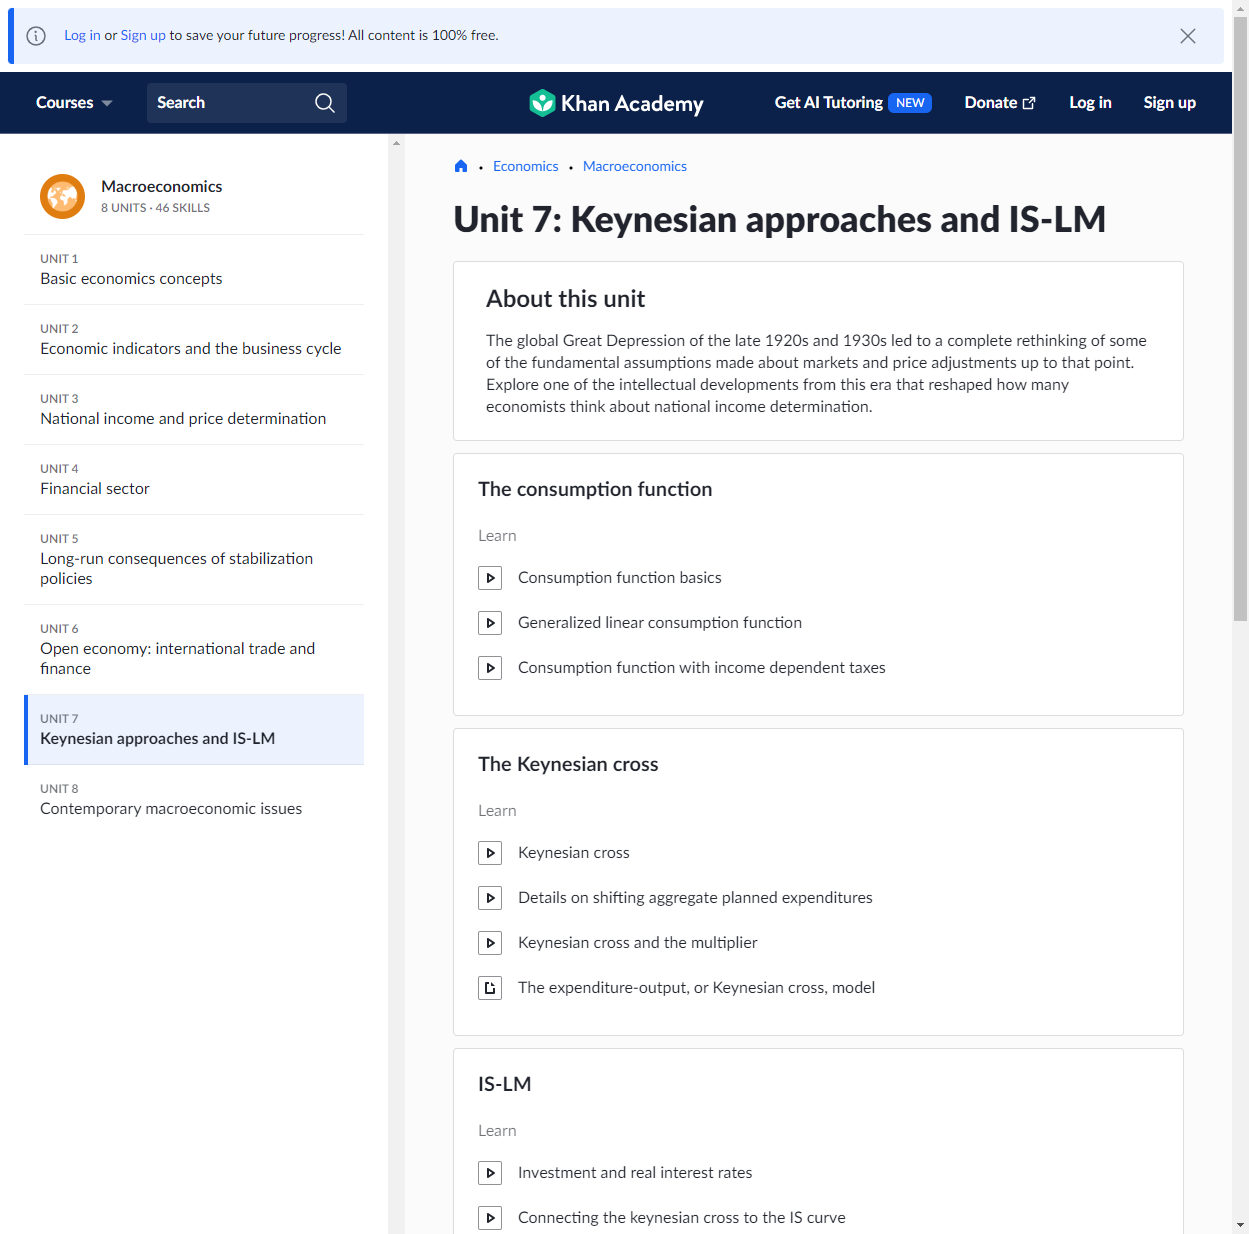 Log in or Sign up to save your future progress! All content is 100% free.
Courses
Search
Khan Academy
Get AI Tutoring NEW
Donate
Log in
Sign up
Macroeconomics
8 UNITS · 46 SKILLS
UNIT 1
Basic economics concepts
UNIT 2
Economic indicators and the business cycle
UNIT 3
National income and price determination
UNIT 4
Financial sector
UNIT 5
Long-run consequences of stabilization
policies
UNIT 6
Open economy: international trade and
finance
UNIT 7
Keynesian approaches and IS-LM
UNIT 8
Contemporary macroeconomic issues
• Economics • Macroeconomics
Unit 7: Keynesian approaches and IS-LM
About this unit
The global Great Depression of the late 1920s and 1930s led to a complete rethinking of some
of the fundamental assumptions made about markets and price adjustments up to that point.
Explore one of the intellectual developments from this era that reshaped how many
economists think about national income determination.
The consumption function
Learn
Consumption function basics
Generalized linear consumption function
Consumption function with income dependent taxes
The Keynesian cross
Learn
Keynesian cross
Details on shifting aggregate planned expenditures
Keynesian cross and the multiplier
The expenditure-output, or Keynesian cross, model
IS-LM
Learn
Investment and real interest rates
Connecting the keynesian cross to the IS curve